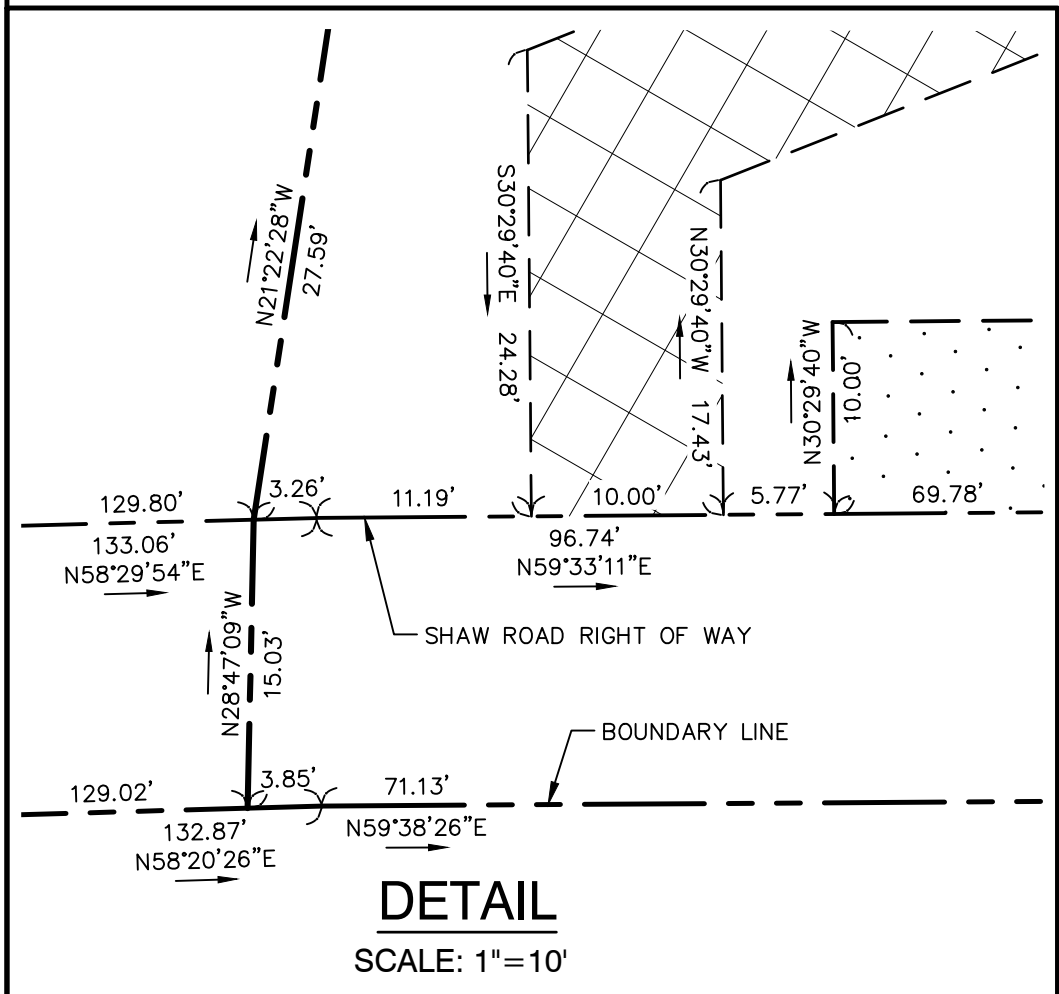 N21°22'28"W
27.59'
S30°29'40"E 24.28'
N30°29'40"W 17.43'
N30°29'40"W
10.00'
129.80'
3.26'
11.19'
10.00'
5.77'
69.78'
133.06'
N58°29'54"E
96.74'
N59°33'11"E
SHAW ROAD RIGHT OF WAY
N28°47'09"W
15.03'
BOUNDARY LINE
129.02'
3.85'
71.13'
132.87'
N58°20'26"E
N59°38'26"E
DETAIL
SCALE: 1"=10'